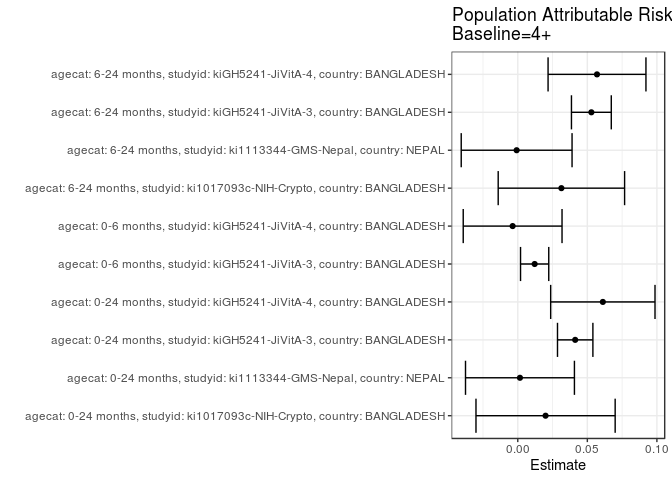 Population Attributable Risk
Baseline=4+
agecat: 6-24 months, studyid: kiGH5241-JiVitA-4, country: BANGLADESH
agecat: 6-24 months, studyid: kiGH5241-JiVitA-3, country: BANGLADESH
agecat: 6-24 months, studyid: ki1113344-GMS-Nepal, country: NEPAL
agecat: 6-24 months, studyid: ki1017093c-NIH-Crypto, country: BANGLADESH
agecat: 0-6 months, studyid: kiGH5241-JiVitA-4, country: BANGLADESH
agecat: 0-6 months, studyid: kiGH5241-JiVitA-3, country: BANGLADESH
agecat: 0-24 months, studyid: kiGH5241-JiVitA-4, country: BANGLADESH
agecat: 0-24 months, studyid: kiGH5241-JiVitA-3, country: BANGLADESH
agecat: 0-24 months, studyid: ki1113344-GMS-Nepal, country: NEPAL
agecat: 0-24 months, studyid: ki1017093c-NIH-Crypto, country: BANGLADESH
0.00 0.05 0.10
Estimate